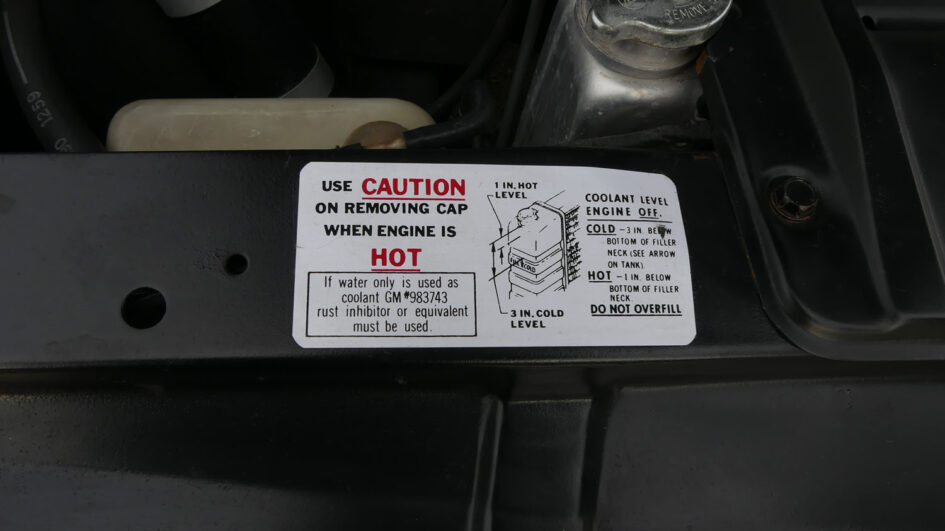 REMOVE
1259
USE CAUTION
ON REMOVING CAP
WHEN ENGINE IS
HOT
If water only is used as
coolant GM #983743
rust inhibitor or equivalent
must be used.
1 IN. HOT
LEVEL
3 IN. COLD
LEVEL
COOLANT LEVEL
ENGINE OFF.
COLD – 3 IN. BELOW
BOTTOM OF FILLER
NECK (SEE ARROW
ON TANK).
HOT – 1 IN. BELOW
BOTTOM OF FILLER
NECK.
DO NOT OVERFILL